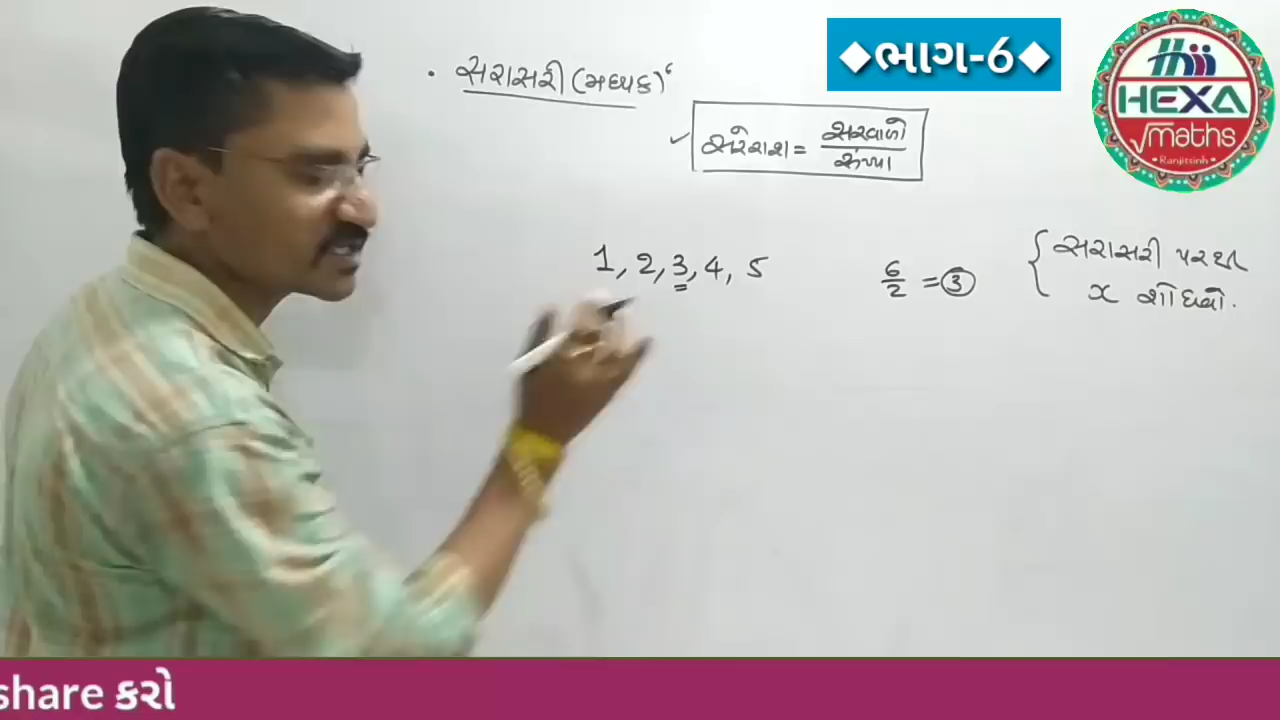 ◆ભાગ-6◆
HEXA
√maths
• Ranjitsinh •
• સરાસરી (મધ્યક)
✓ સરેરાશ = સરવાળો / સંખ્યા
1, 2, 3, 4, 5
6/2 = 3
{ સરાસરી પરથી
x શોધવો.
share કરો